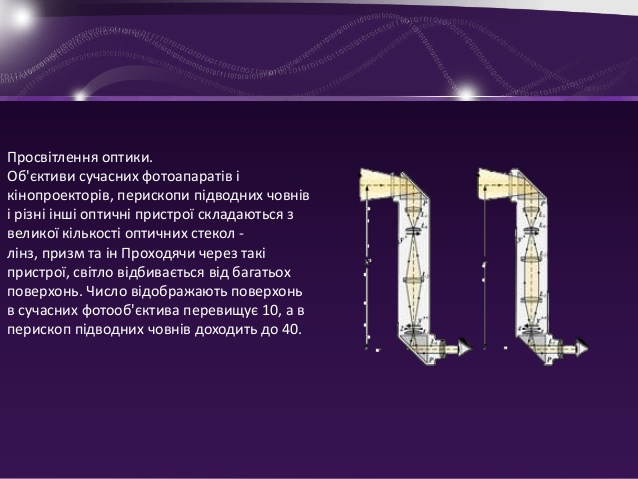 Просвітлення оптики.
Об'єктиви сучасних фотоапаратів і
кінопроекторів, перископи підводних човнів
і різні інші оптичні пристрої складаються з
великої кількості оптичних стекол -
лінз, призм та ін Проходячи через такі
пристрої, світло відбивається від багатьох
поверхонь. Число відображають поверхонь
в сучасних фотооб'єктива перевищує 10, а в
перископ підводних човнів доходить до 40.